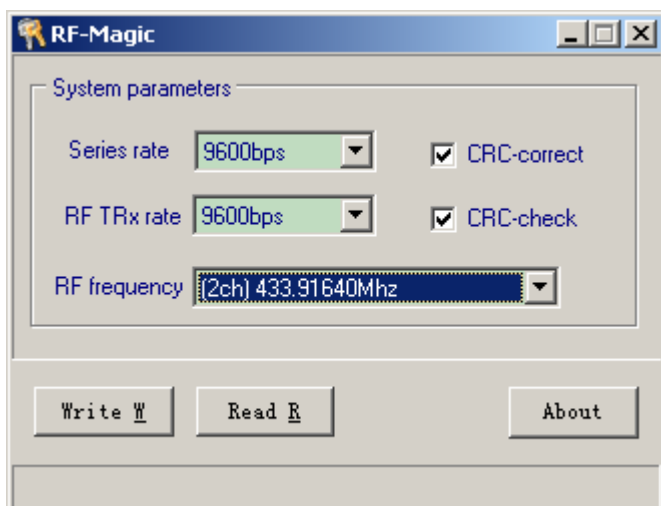 RF-Magic
System parameters
Series rate 9600bps CRC-correct
RF TRx rate 9600bps CRC-check
RF frequency (2ch) 433.91640Mhz
Write W Read R About